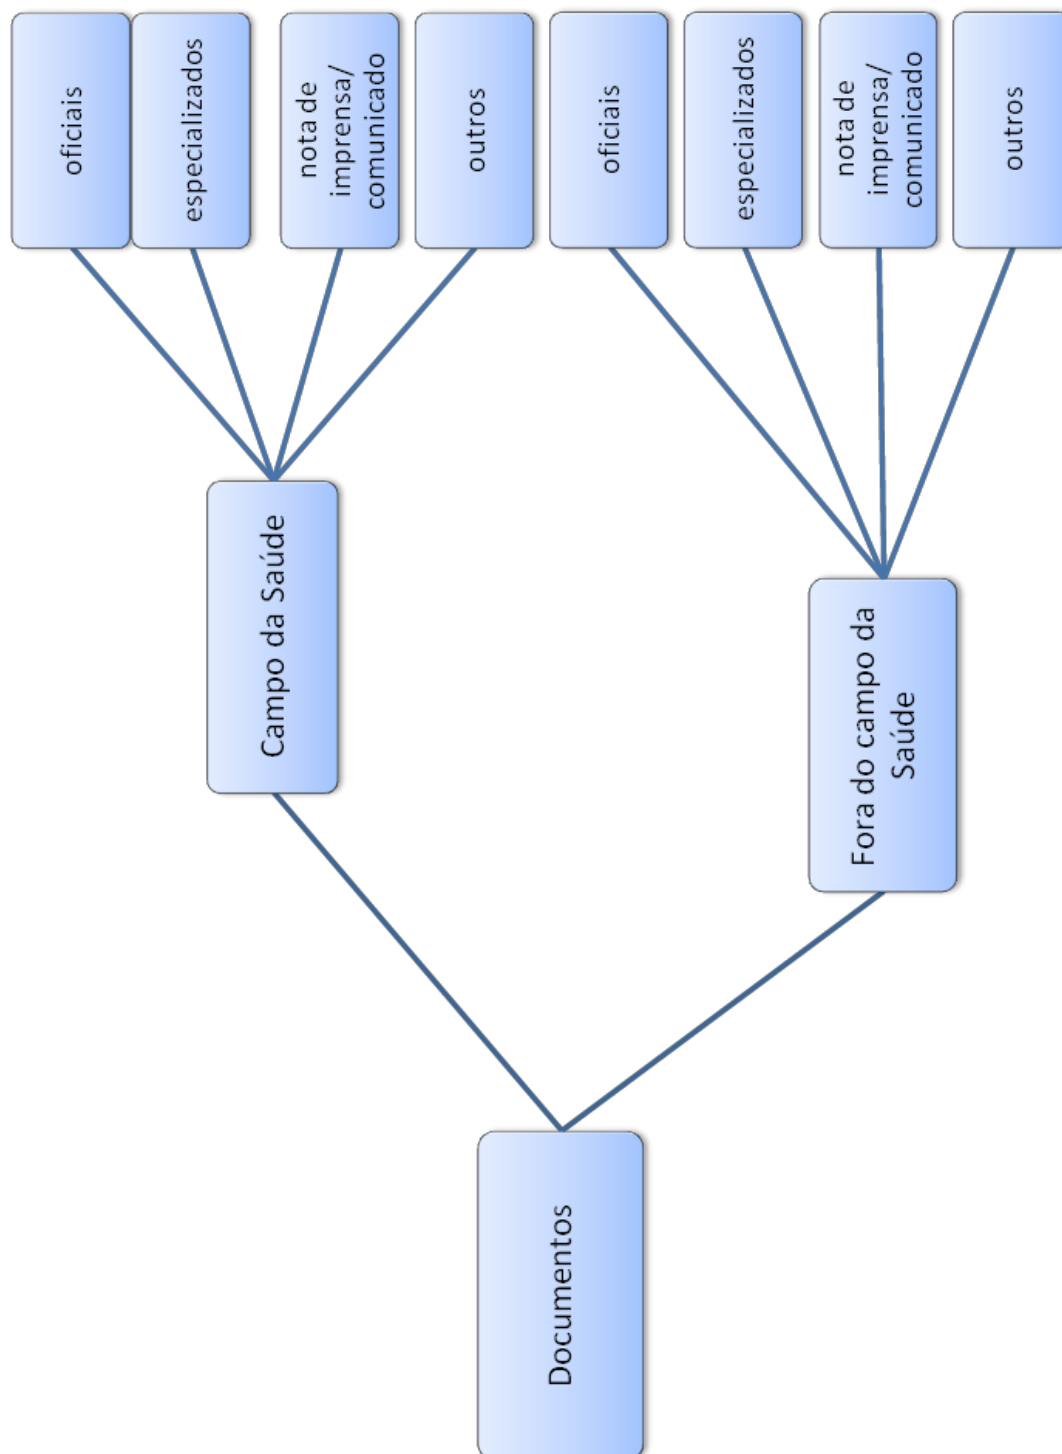 Documentos
Campo da Saúde
oficiais
especializados
nota de
imprensa/
comunicado
outros
Fora do campo da
Saúde
oficiais
especializados
nota de
imprensa/
comunicado
outros